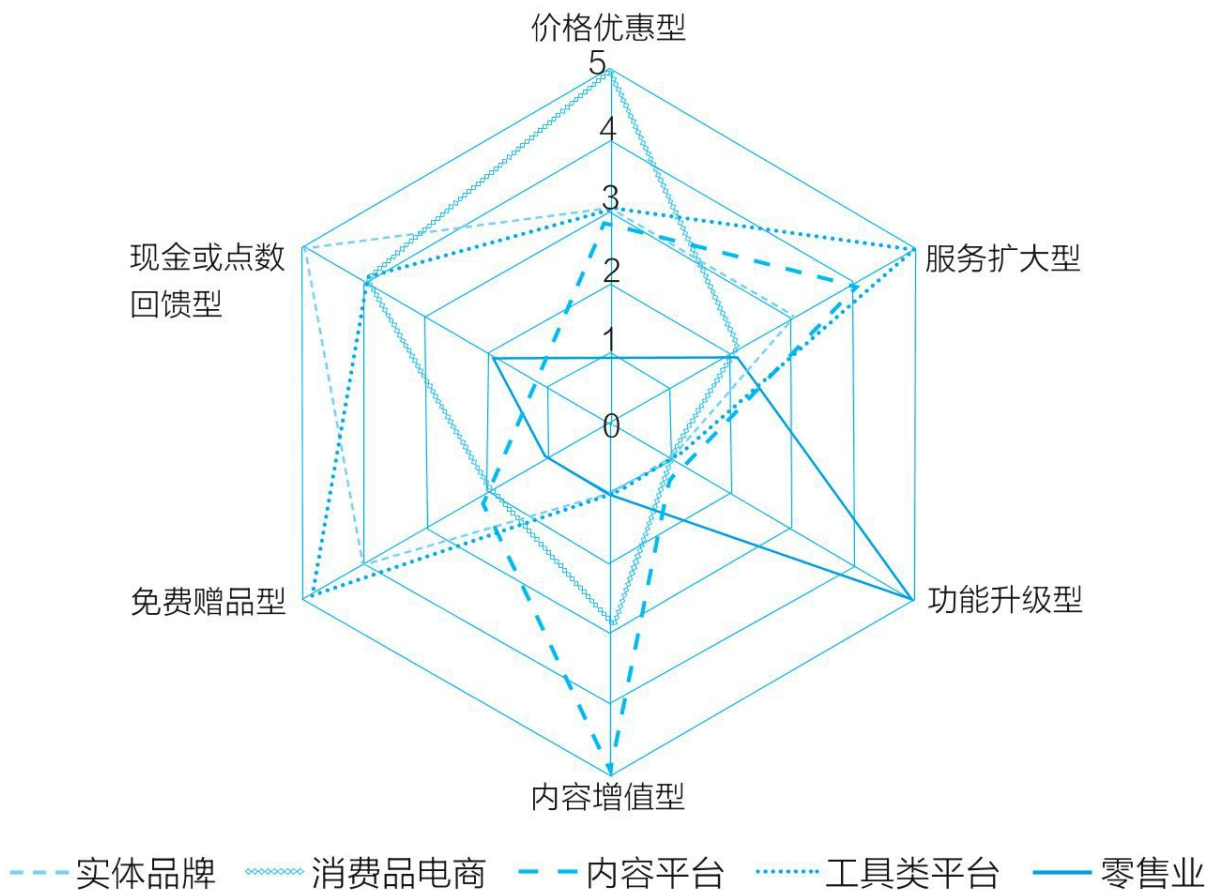 价格优惠型
5
4
3
2
1
0
现金或点数
回馈型
服务扩大型
免费赠品型
功能升级型
内容增值型
实体品牌 消费品电商 内容平台 工具类平台 零售业